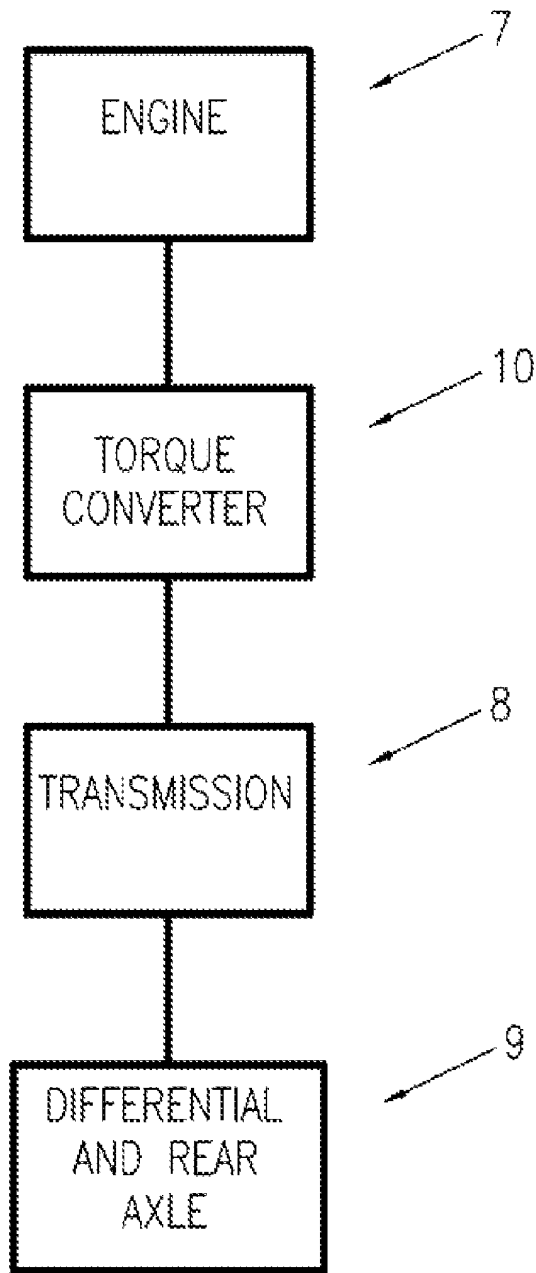 7
ENGINE
10
TORQUE
CONVERTER
8
TRANSMISSION
9
DIFFERENTIAL
AND REAR
AXLE